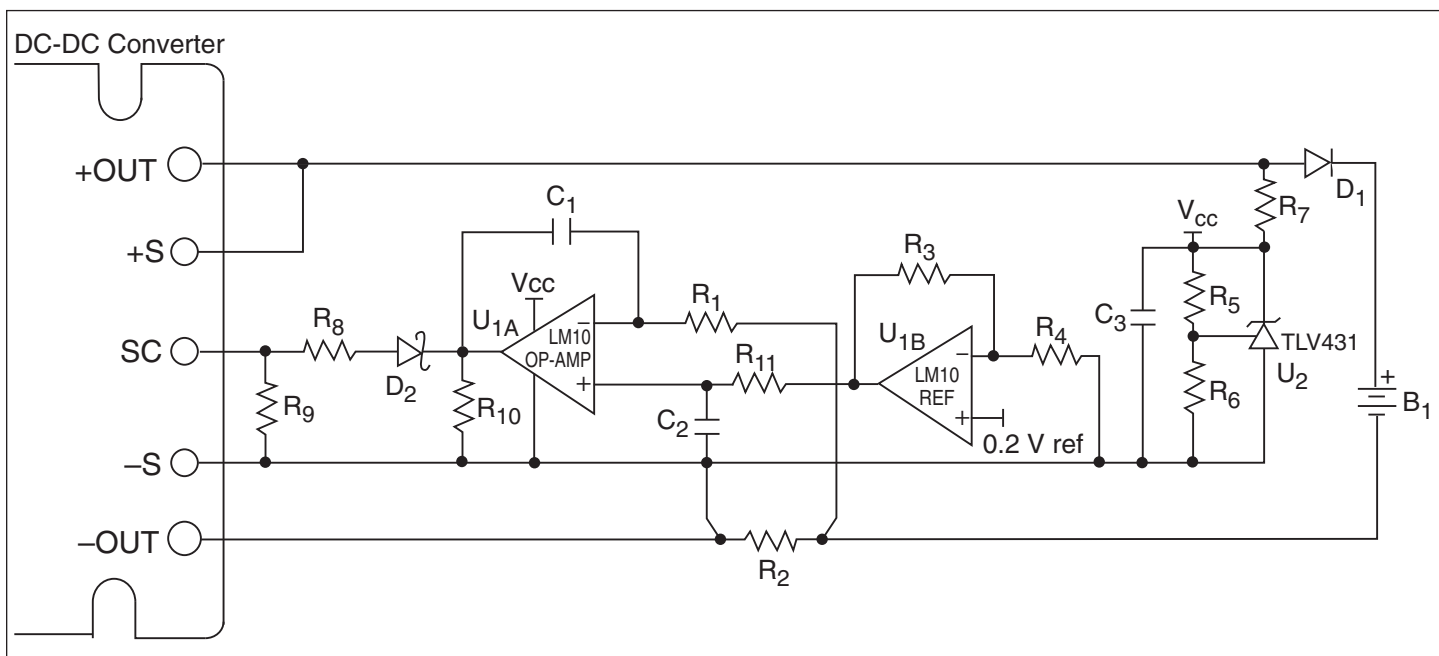 DC-DC Converter
+OUT
+S
SC
–S
–OUT
R8
R9
D2
R10
C1
Vcc
U1A
LM10
OP-AMP
–
+
R1
R11
C2
R2
R3
U1B
LM10
REF
–
+
0.2 V ref
R4
C3
Vcc
R5
R6
R7
TLV431
U2
D1
+
B1